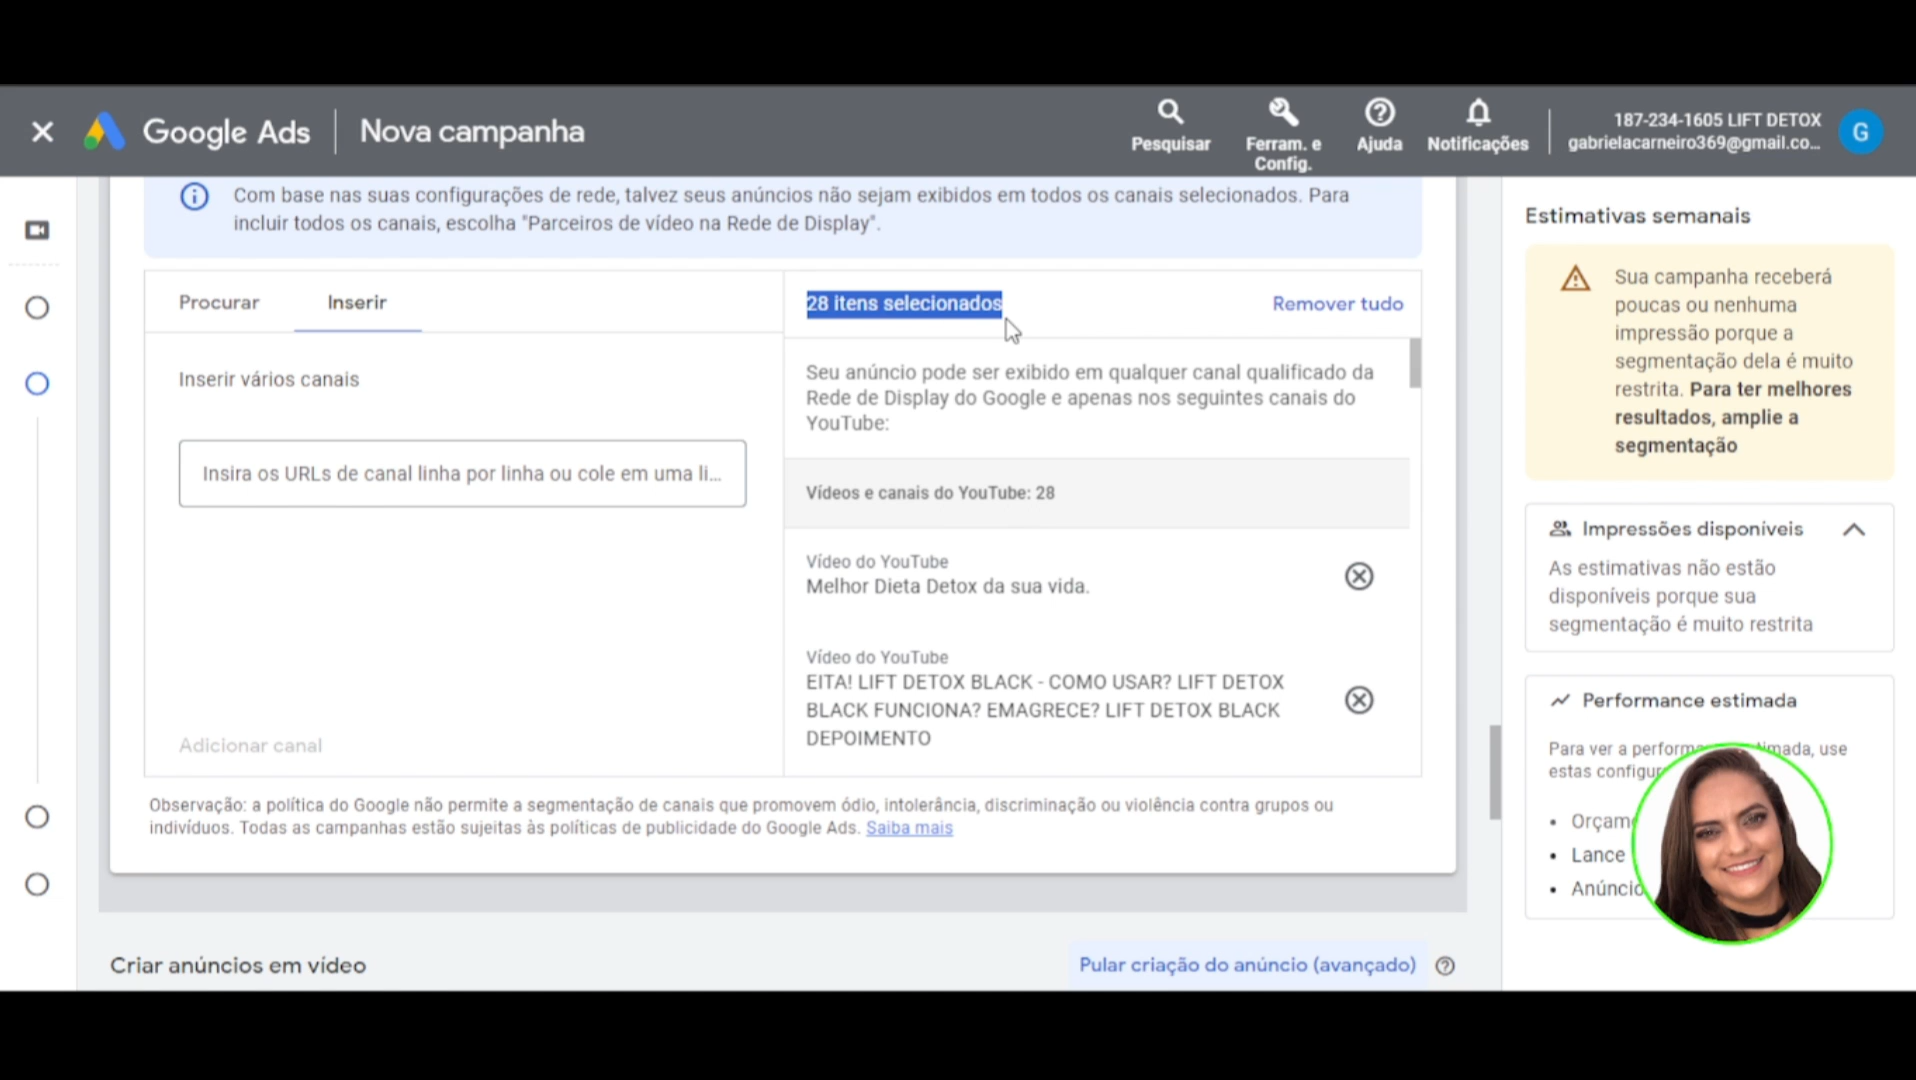 Google Ads
Nova campanha
Pesquisar
Ferram. e
Config.
Ajuda
Notificações
187-234-1605 LIFT DETOX
gabrielacarneiro369@gmail.co...
G
Com base nas suas configurações de rede, talvez seus anúncios não sejam exibidos em todos os canais selecionados. Para
incluir todos os canais, escolha "Parceiros de vídeo na Rede de Display".
Procurar
Inserir
Inserir vários canais
Insira os URLs de canal linha por linha ou cole em uma li...
Adicionar canal
28 itens selecionados
Remover tudo
Seu anúncio pode ser exibido em qualquer canal qualificado da
Rede de Display do Google e apenas nos seguintes canais do
YouTube:
Vídeos e canais do YouTube: 28
Vídeo do YouTube
Melhor Dieta Detox da sua vida.
Vídeo do YouTube
EITA! LIFT DETOX BLACK - COMO USAR? LIFT DETOX
BLACK FUNCIONA? EMAGRECE? LIFT DETOX BLACK
DEPOIMENTO
Observação: a política do Google não permite a segmentação de canais que promovem ódio, intolerância, discriminação ou violência contra grupos ou
indivíduos. Todas as campanhas estão sujeitas às políticas de publicidade do Google Ads. Saiba mais
Criar anúncios em vídeo
Pular criação do anúncio (avançado)
Estimativas semanais
Sua campanha receberá
poucas ou nenhuma
impressão porque a
segmentação dela é muito
restrita. Para ter melhores
resultados, amplie a
segmentação
Impressões disponíveis
As estimativas não estão
disponíveis porque sua
segmentação é muito restrita
Performance estimada
Para ver a use
estas
Lance